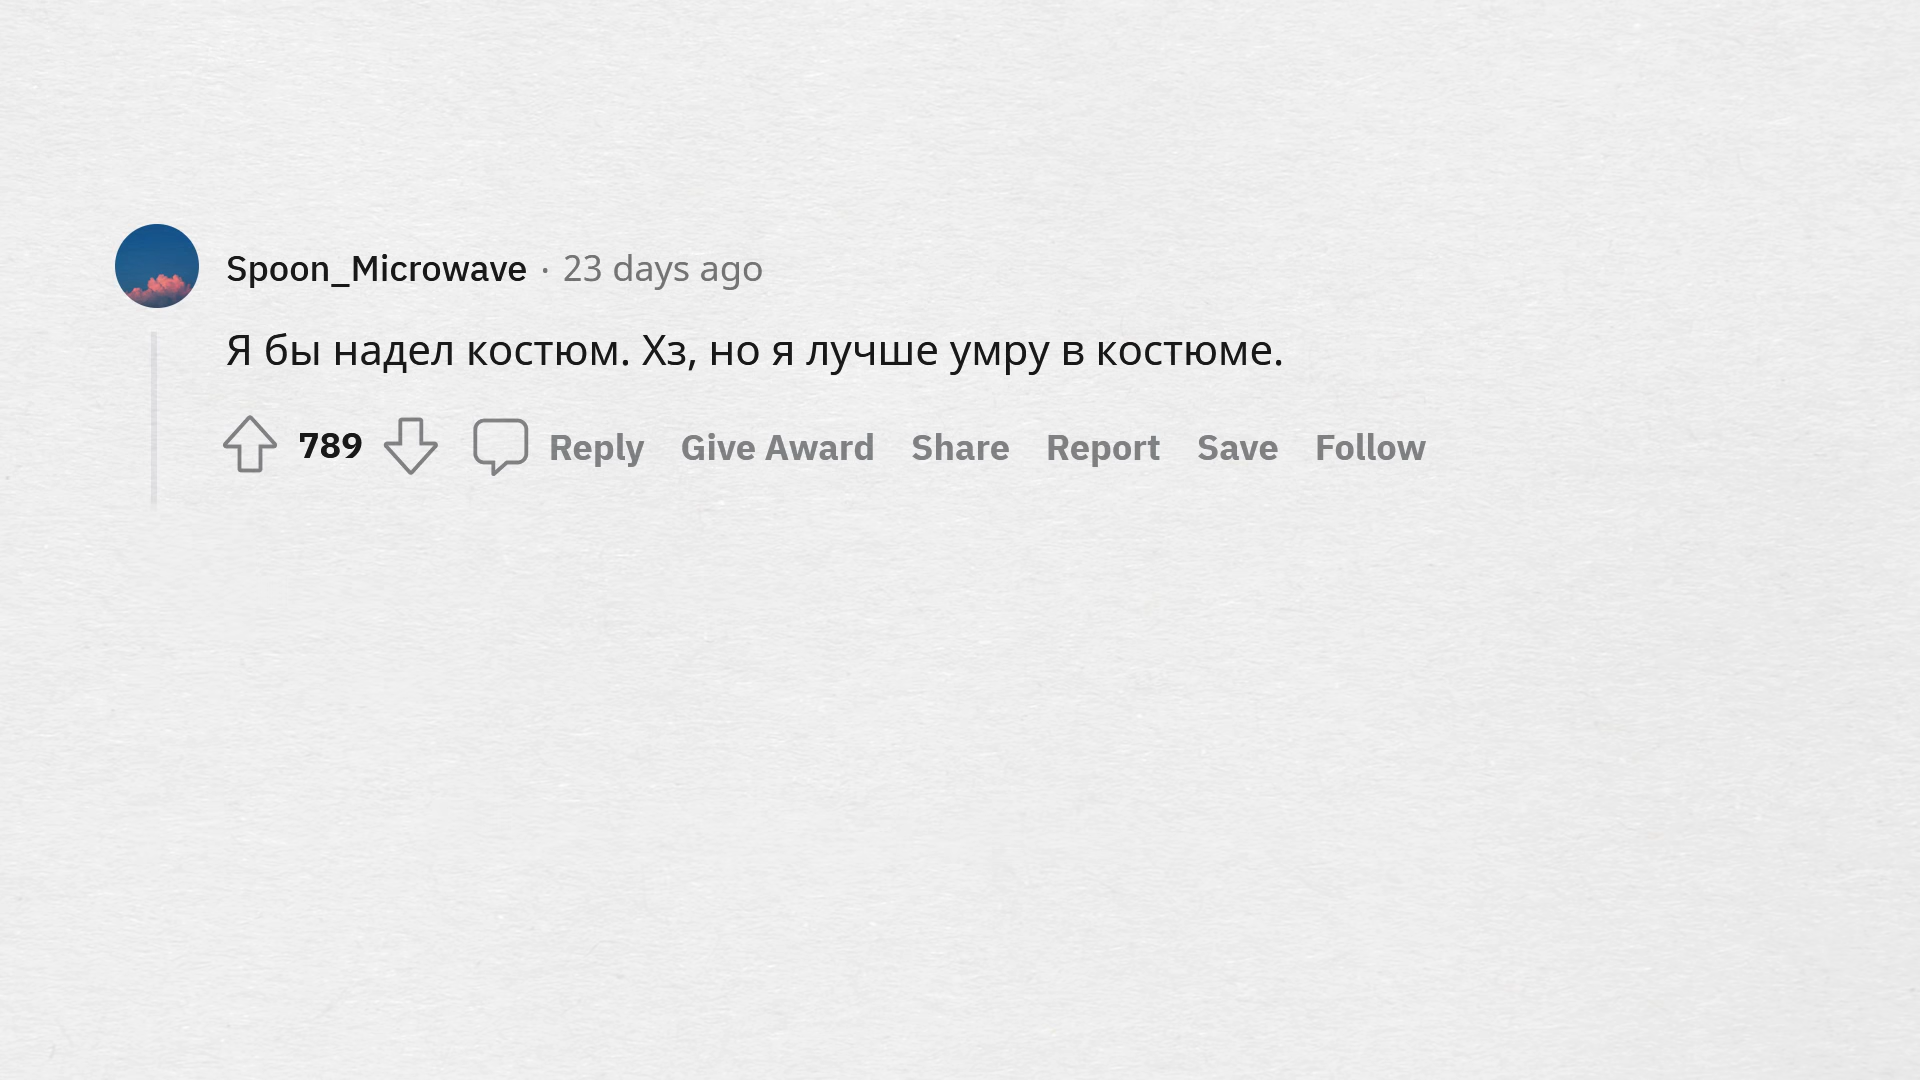 Spoon_Microwave · 23 days ago
Я бы надел костюм. Хз, но я лучше умру в костюме.
789 Reply Give Award Share Report Save Follow